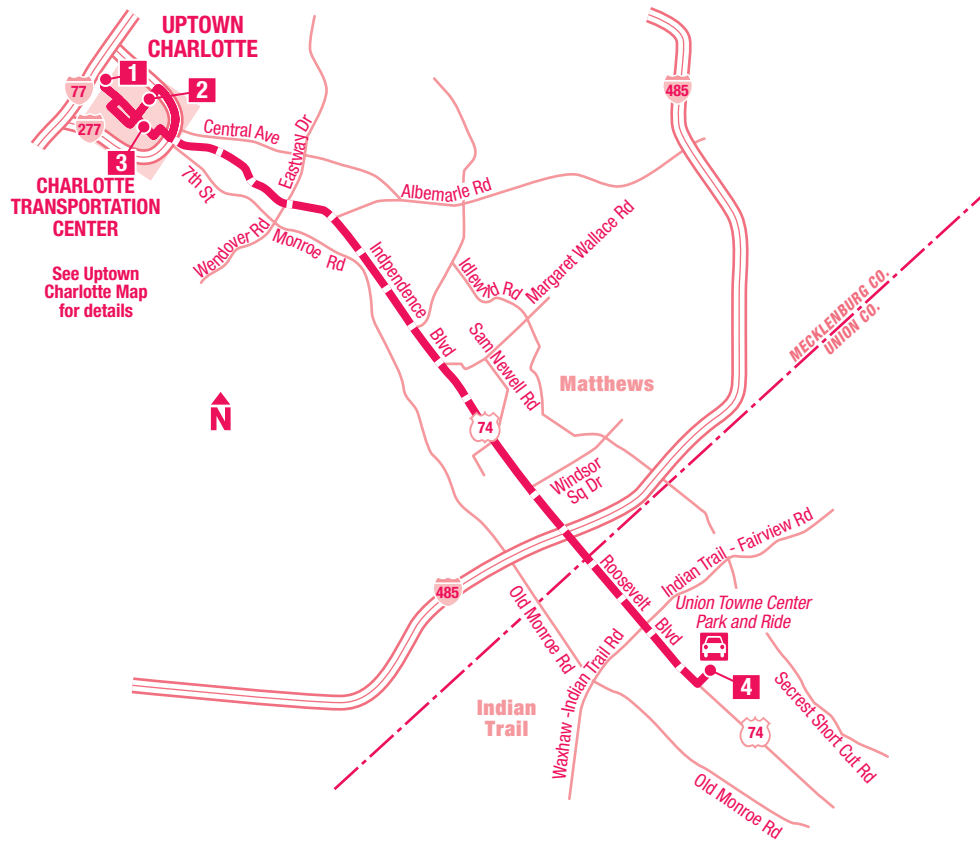 UPTOWN
CHARLOTTE
77
1
2
277
3
CHARLOTTE
TRANSPORTATION
CENTER
See Uptown
Charlotte Map
for details
N
Central Ave
7th St
Eastway Dr
Wendover Rd
Monroe Rd
Albemarle Rd
485
Indpendence
Blvd
Idlewild Rd
Margaret Wallace Rd
Sam Newell Rd
Matthews
MECKLENBURG CO.
UNION CO.
74
Windsor
Sq Dr
485
Roosevelt
Blvd
Indian Trail - Fairview Rd
Union Towne Center
Park and Ride
4
Old Monroe Rd
Waxhaw -Indian Trail Rd
Indian
Trail
74
Secrest Short Cut Rd
Old Monroe Rd